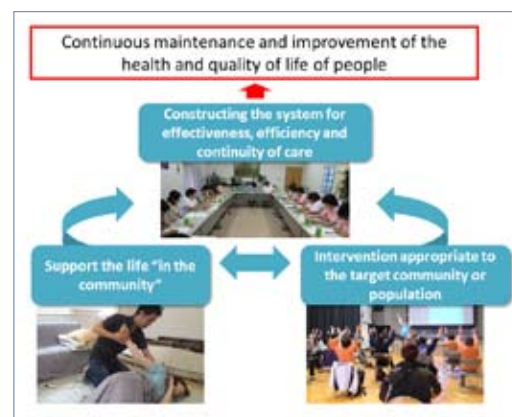 Continuous maintenance and improvement of the
health and quality of life of people
Constructing the system for
effectiveness, efficiency and
continuity of care
Support the life "in the
community"
Intervention appropriate to
the target community or
population